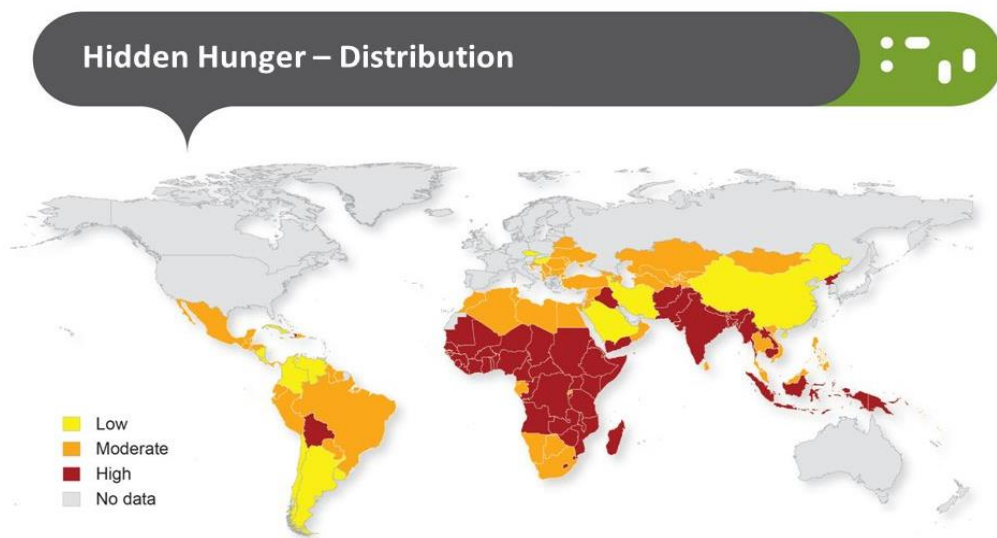 Hidden Hunger – Distribution
Low
Moderate
High
No data